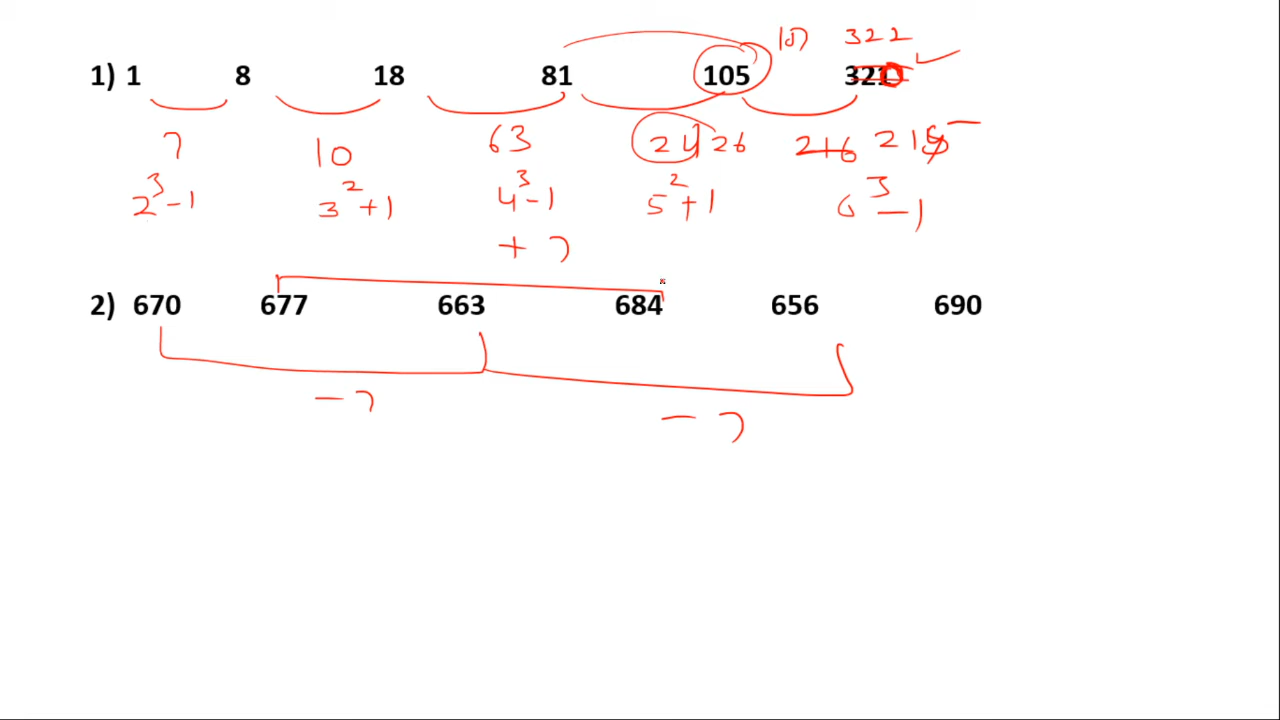 322
1) 1 8 18 81 105 321
7 10 63 24 26 216 215
2³-1 3²+1 4³-1 5²+1 6³-1
+7
2) 670 677 663 684 656 690
-7
-7